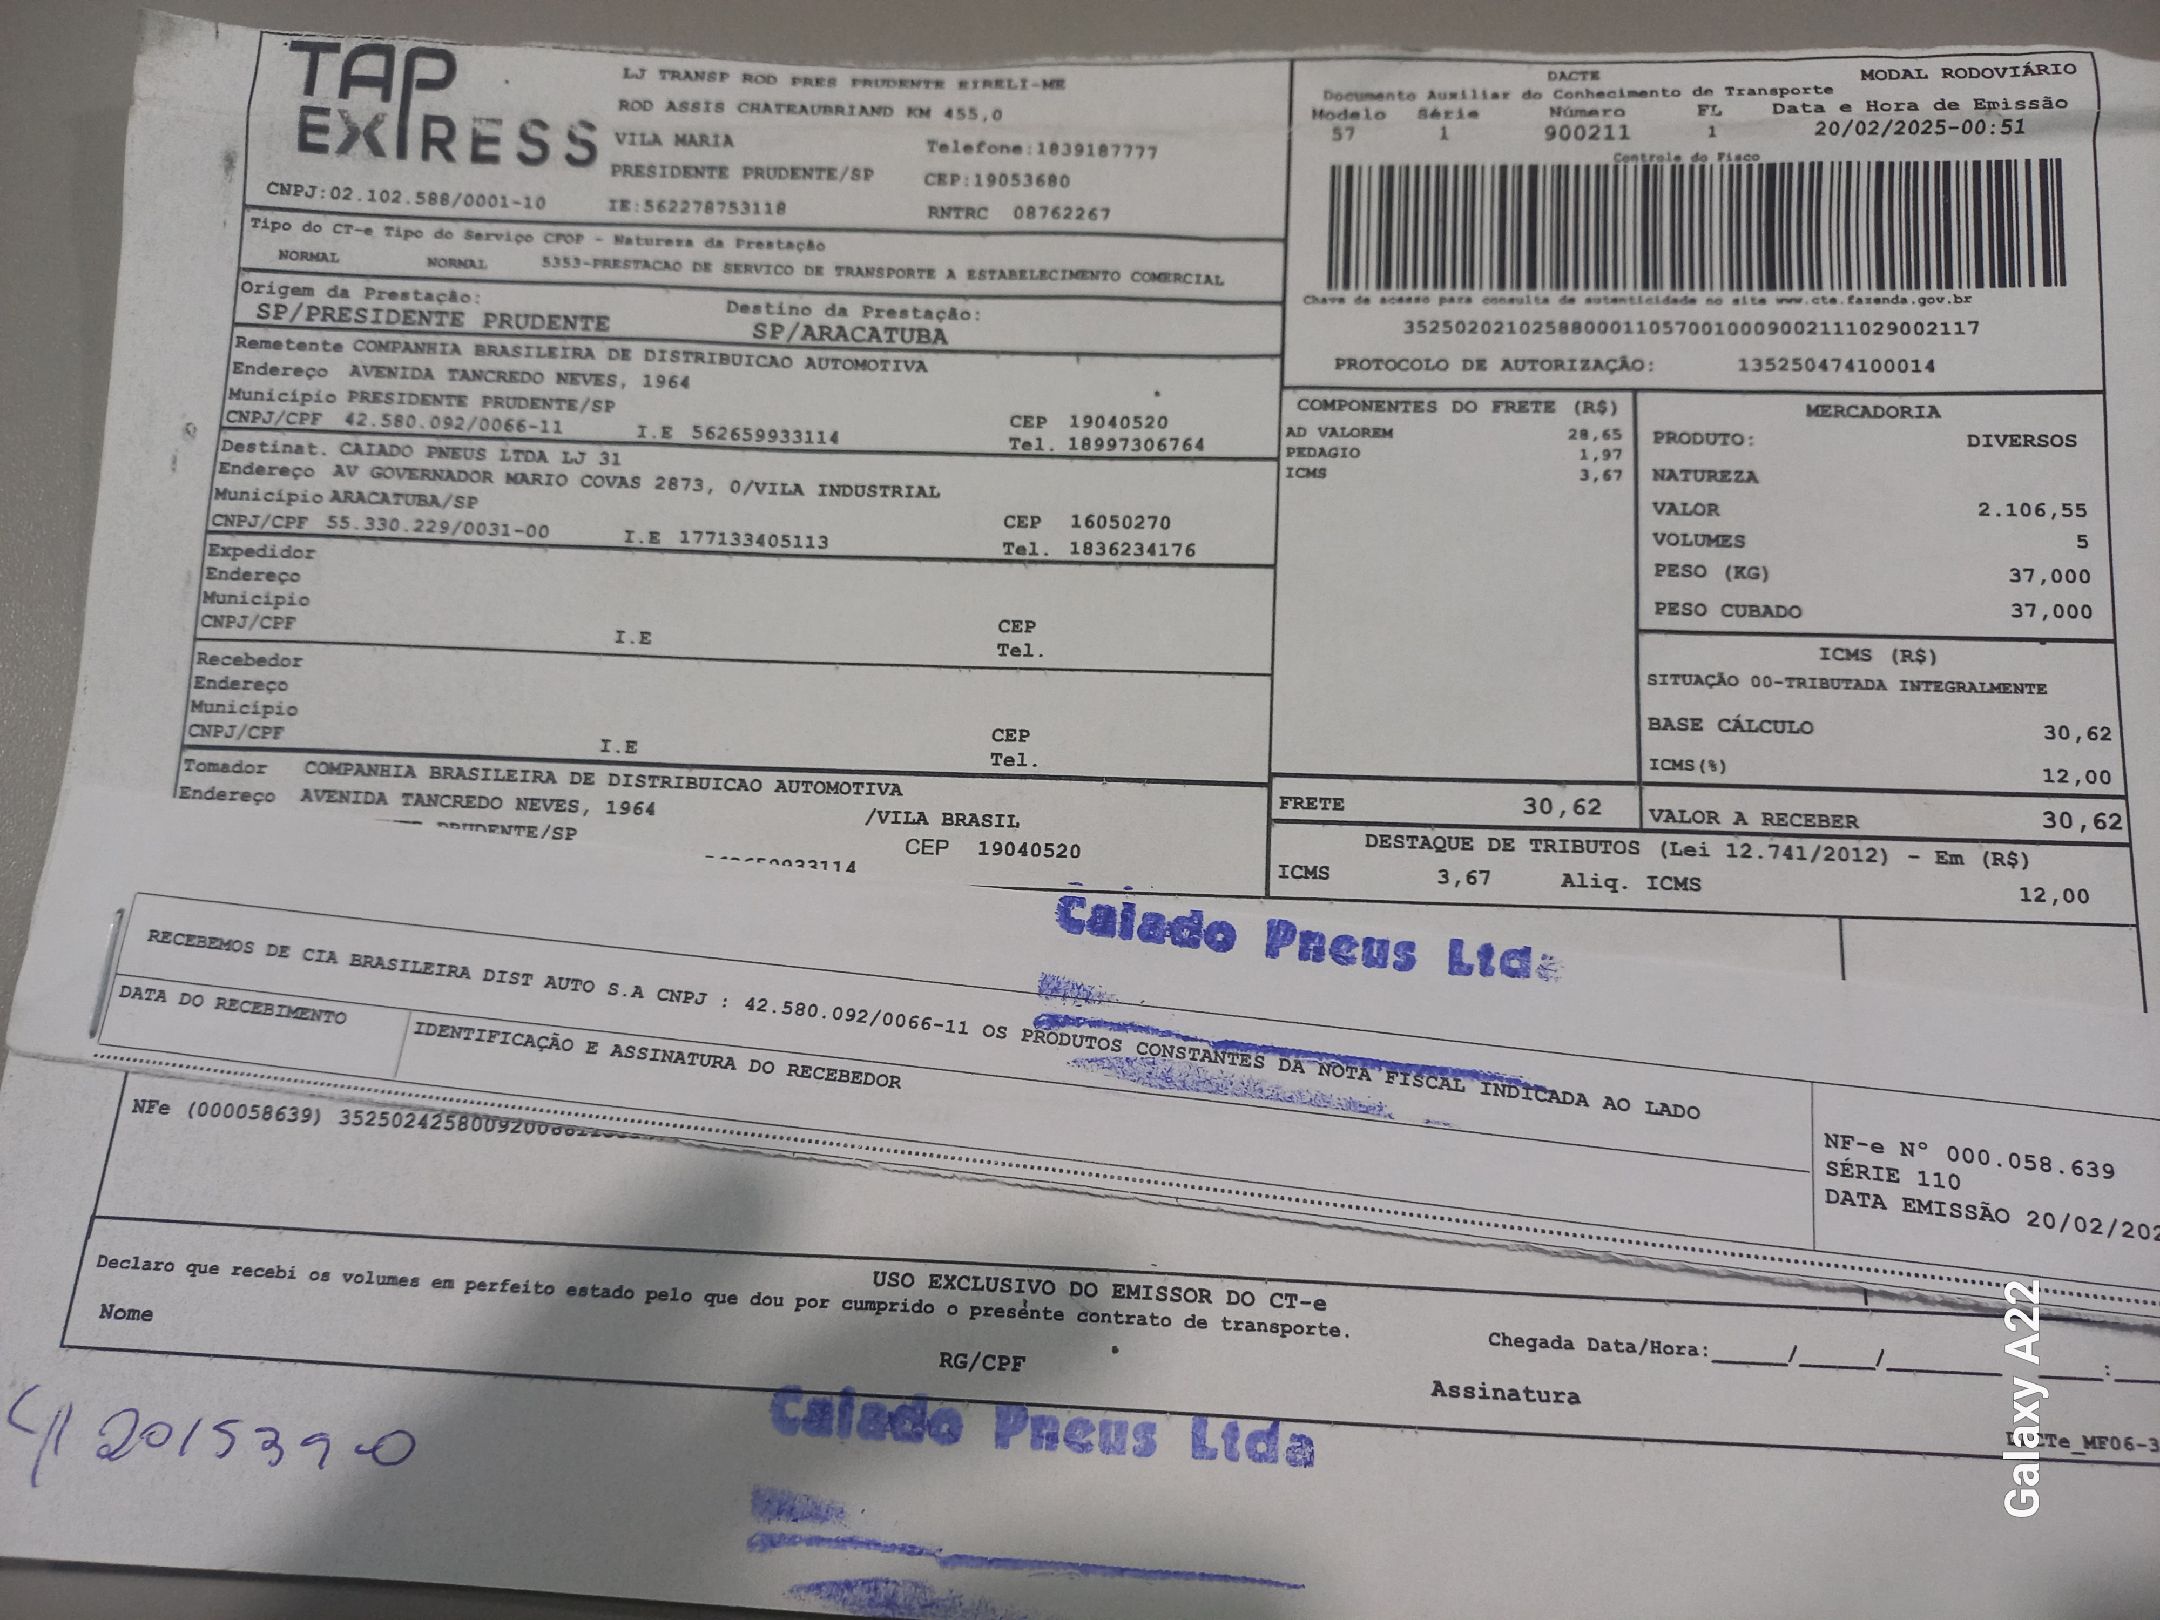 TAP EXPRESS
LJ TRANSP ROD PRES PRUDENTE EIRELI-ME
ROD ASSIS CHATEAUBRIAND KM 455,0
VILA MARIA Telefone:1839187777
PRESIDENTE PRUDENTE/SP CEP:19053680
CNPJ:02.102.588/0001-10 IE:562278753118 RNTRC 08762267
DACTE MODAL RODOVIÁRIO
Documento Auxiliar do Conhecimento de Transporte
Modelo Série Número FL Data e Hora de Emissão
57 1 900211 1 20/02/2025-00:51
Controle do Fisco
Chave de acesso para consulta de autenticidade no site www.cte.fazenda.gov.br
35250202102588000110570010009002111029002117
PROTOCOLO DE AUTORIZAÇÃO: 135250474100014
Tipo do CT-e Tipo do Serviço CFOP - Natureza da Prestação
NORMAL NORMAL 5353-PRESTACAO DE SERVICO DE TRANSPORTE A ESTABELECIMENTO COMERCIAL
Origem da Prestação: Destino da Prestação:
SP/PRESIDENTE PRUDENTE SP/ARACATUBA
Remetente COMPANHIA BRASILEIRA DE DISTRIBUICAO AUTOMOTIVA
Endereço AVENIDA TANCREDO NEVES, 1964
Município PRESIDENTE PRUDENTE/SP CEP 19040520
CNPJ/CPF 42.580.092/0066-11 I.E 562659933114 Tel. 18997306764
Destinat. CAIADO PNEUS LTDA LJ 31
Endereço AV GOVERNADOR MARIO COVAS 2873, 0/VILA INDUSTRIAL
Município ARACATUBA/SP CEP 16050270
CNPJ/CPF 55.330.229/0031-00 I.E 177133405113 Tel. 1836234176
Expedidor
Endereço
Município CEP
CNPJ/CPF I.E Tel.
Recebedor
Endereço
Município CEP
CNPJ/CPF I.E Tel.
Tomador COMPANHIA BRASILEIRA DE DISTRIBUICAO AUTOMOTIVA
Endereço AVENIDA TANCREDO NEVES, 1964 /VILA BRASIL
PRUDENTE/SP CEP 19040520
COMPONENTES DO FRETE (R$)
AD VALOREM 28,65
PEDAGIO 1,97
ICMS 3,67
FRETE 30,62
MERCADORIA
PRODUTO: DIVERSOS
NATUREZA
VALOR 2.106,55
VOLUMES 5
PESO (KG) 37,000
PESO CUBADO 37,000
ICMS (R$)
SITUAÇÃO 00-TRIBUTADA INTEGRALMENTE
BASE CÁLCULO 30,62
ICMS(%) 12,00
VALOR A RECEBER 30,62
DESTAQUE DE TRIBUTOS (Lei 12.741/2012) - Em (R$)
ICMS 3,67 Aliq. ICMS 12,00
Caiado Pneus Ltda
RECEBEMOS DE CIA BRASILEIRA DIST AUTO S.A CNPJ : 42.580.092/0066-11 OS PRODUTOS CONSTANTES DA NOTA FISCAL INDICADA AO LADO
DATA DO RECEBIMENTO IDENTIFICAÇÃO E ASSINATURA DO RECEBEDOR
NF-e Nº 000.058.639
SÉRIE 110
DATA EMISSÃO 20/02/202
NFe (000058639)
USO EXCLUSIVO DO EMISSOR DO CT-e
Declaro que recebi os volumes em perfeito estado pelo que dou por cumprido o presente contrato de transporte.
Nome RG/CPF Assinatura Chegada Data/Hora:_____/_____/
Caiado Pneus Ltda
Galaxy A22